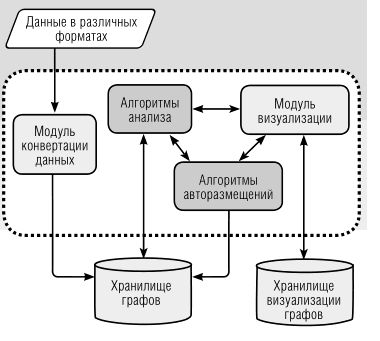 Данные в различных
форматах
Алгоритмы
анализа
Модуль
визуализации
Модуль
конвертации
данных
Алгоритмы
авторазмещений
Хранилище
графов
Хранилище
визуализации
графов